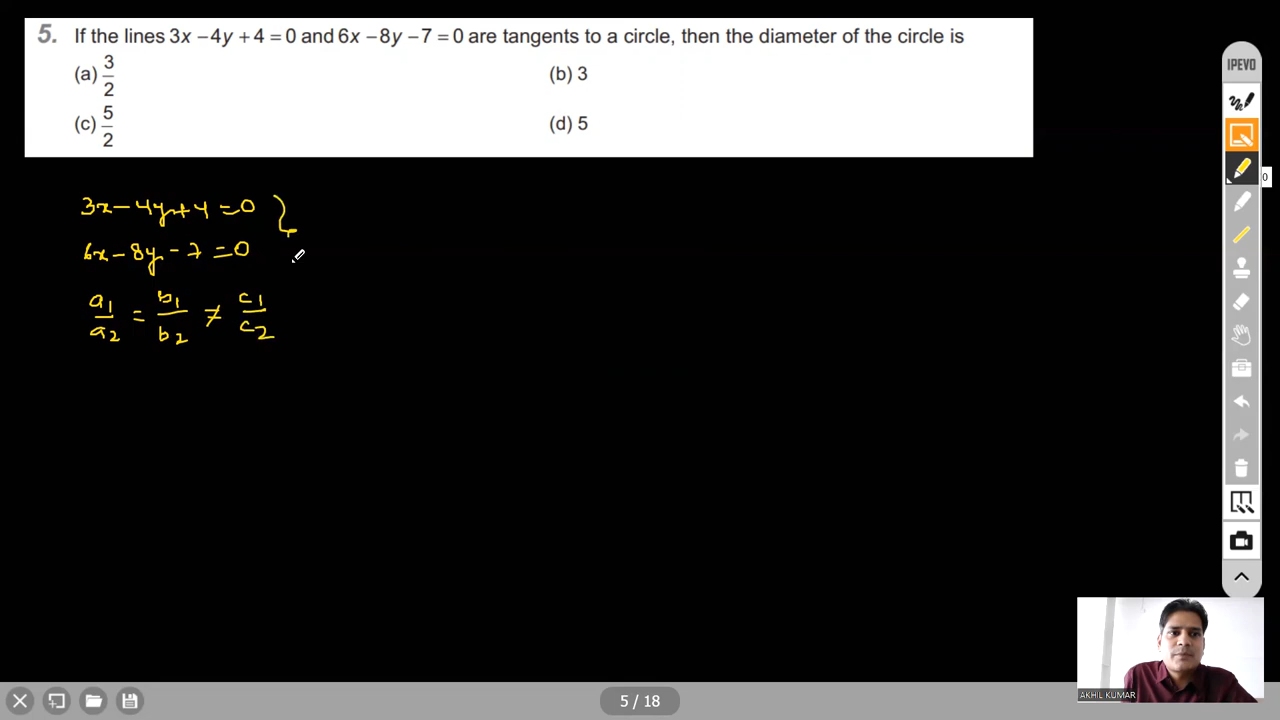 5. If the lines 3x − 4y + 4 = 0 and 6x − 8y − 7 = 0 are tangents to a circle, then the diameter of the circle is
(a) 3/2 (b) 3
(c) 5/2 (d) 5
3x − 4y + 4 = 0
6x − 8y − 7 = 0
a1/a2 = b1/b2 ≠ c1/c2
IPEVO
0
AKHIL KUMAR
5 / 18